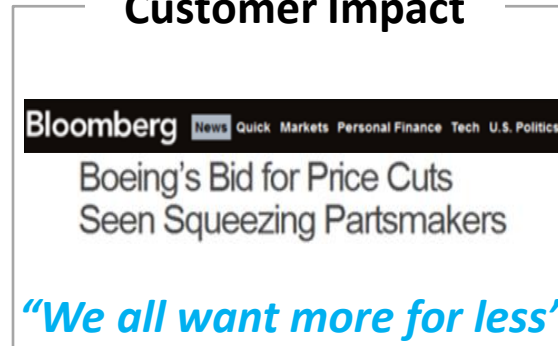 Customer Impact
Bloomberg News Quick Markets Personal Finance Tech U.S. Politics
Boeing's Bid for Price Cuts
Seen Squeezing Partsmakers
“We all want more for less”